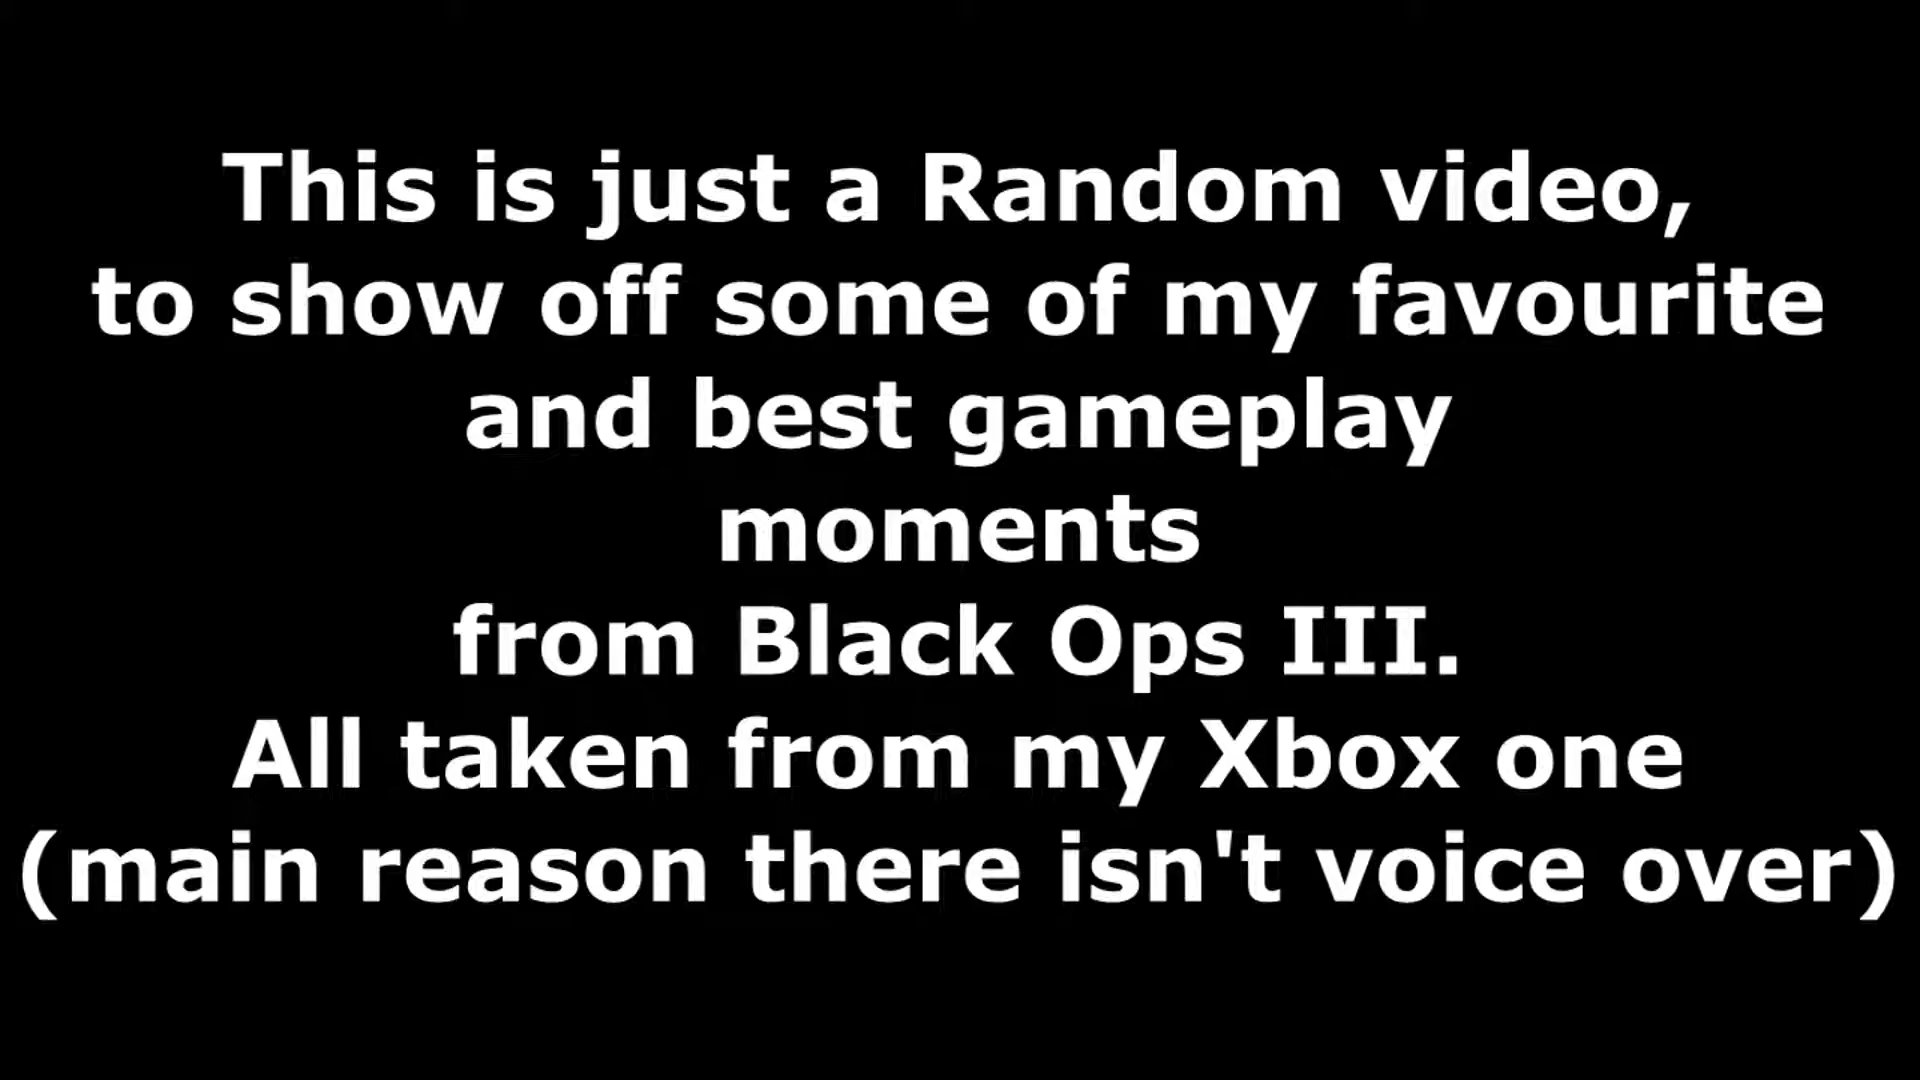 This is just a Random video,
to show off some of my favourite
and best gameplay
moments
from Black Ops III.
All taken from my Xbox one
(main reason there isn't voice over)